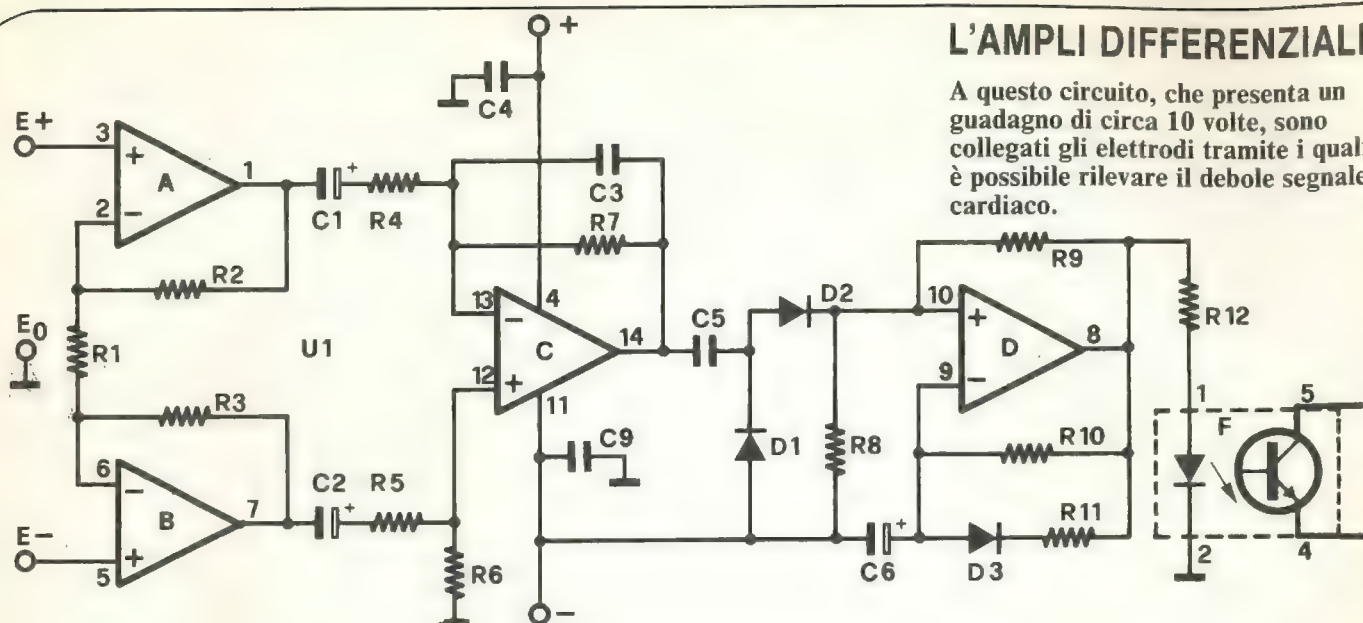 L'AMPLI DIFFERENZIALE
A questo circuito, che presenta un
guadagno di circa 10 volte, sono
collegati gli elettrodi tramite i quali
è possibile rilevare il debole segnale
cardiaco.
+
C4
E+
3
+
A
1
2
−
C1
+
R4
C3
R7
R2
E0
R1
U1
13
−
4
C
14
12
+
11
C5
D2
R9
10
+
D
8
9
−
R12
R3
C9
D1
R8
R10
1
F
5
6
−
B
7
C2
+
R5
R6
E−
+
5
−
C6
+
D3
R11
2
4